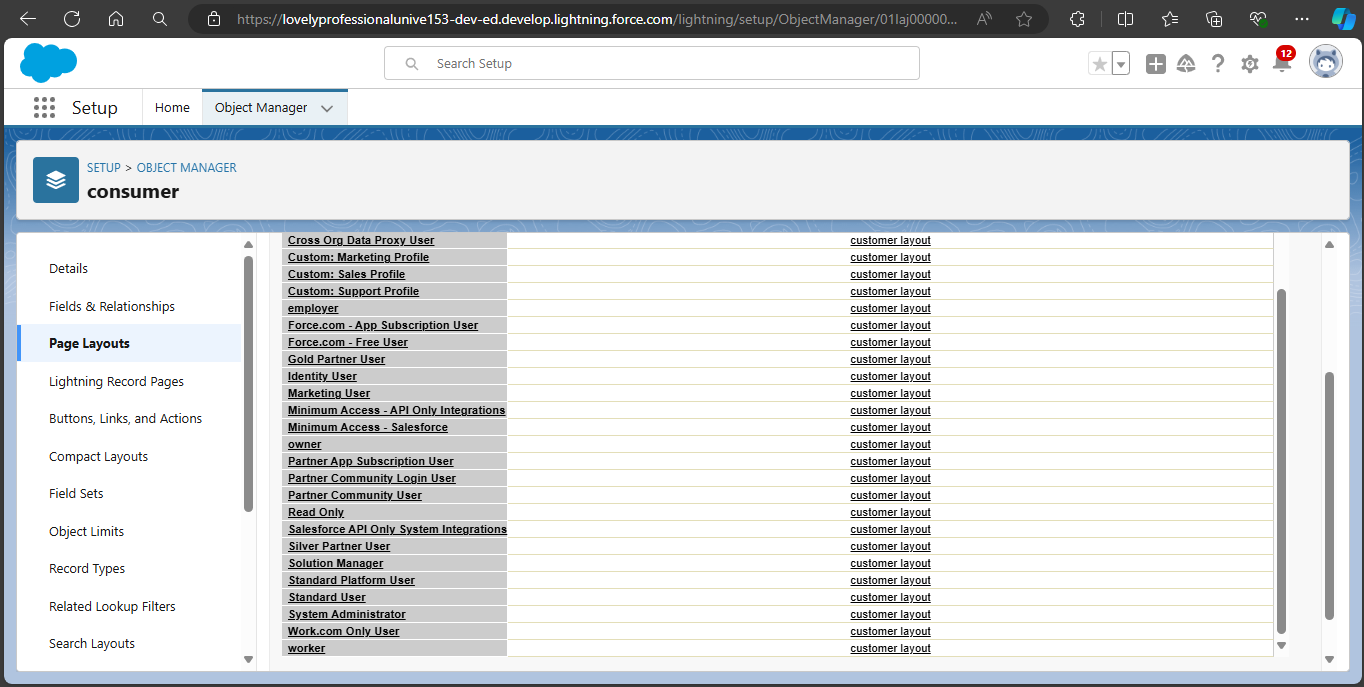 https://lovelyprofessionalunive153-dev-ed.develop.lightning.force.com/lightning/setup/ObjectManager/01Iaj00000...
Search Setup
12
Setup
Home
Object Manager
SETUP > OBJECT MANAGER
consumer
Details
Fields & Relationships
Page Layouts
Lightning Record Pages
Buttons, Links, and Actions
Compact Layouts
Field Sets
Object Limits
Record Types
Related Lookup Filters
Search Layouts
Cross Org Data Proxy User customer layout
Custom: Marketing Profile customer layout
Custom: Sales Profile customer layout
Custom: Support Profile customer layout
employer customer layout
Force.com - App Subscription User customer layout
Force.com - Free User customer layout
Gold Partner User customer layout
Identity User customer layout
Marketing User customer layout
Minimum Access - API Only Integrations customer layout
Minimum Access - Salesforce customer layout
owner customer layout
Partner App Subscription User customer layout
Partner Community Login User customer layout
Partner Community User customer layout
Read Only customer layout
Salesforce API Only System Integrations customer layout
Silver Partner User customer layout
Solution Manager customer layout
Standard Platform User customer layout
Standard User customer layout
System Administrator customer layout
Work.com Only User customer layout
worker customer layout